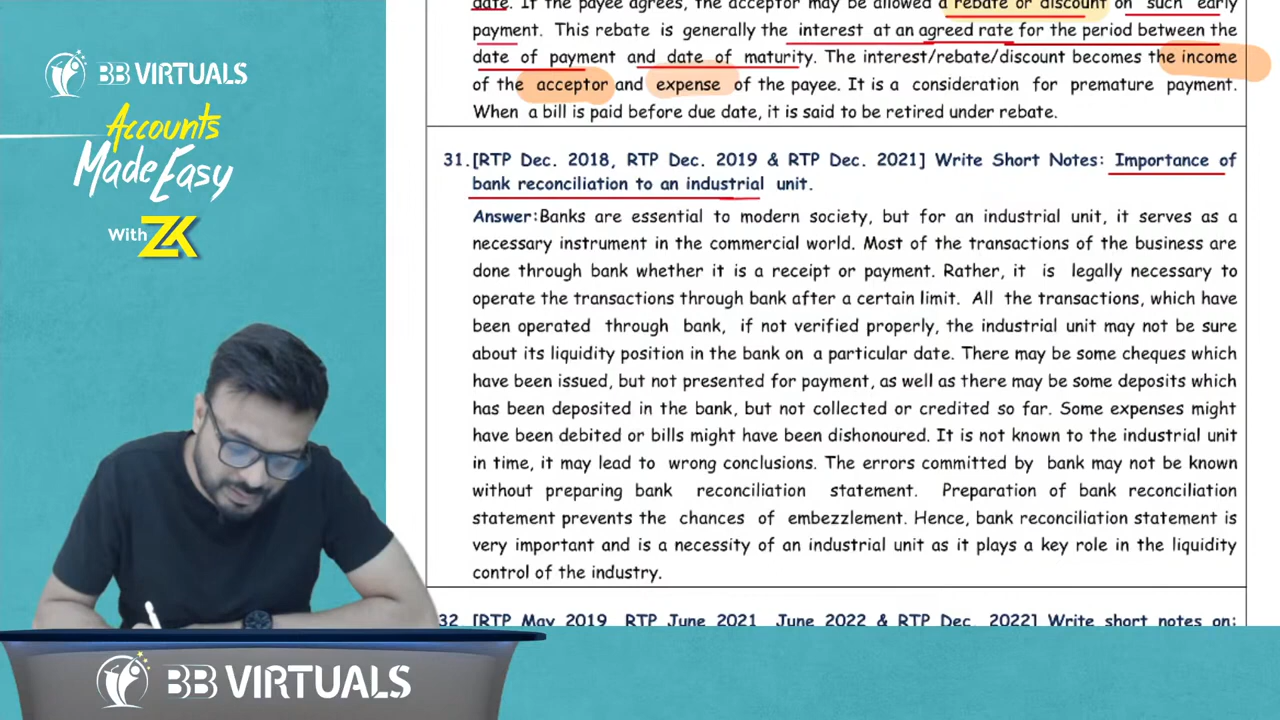 BB VIRTUALS
Accounts
Made Easy
With ZK
date. If the payee agrees, the acceptor may be allowed a rebate or discount on such early
payment. This rebate is generally the interest at an agreed rate for the period between the
date of payment and date of maturity. The interest/rebate/discount becomes the income
of the acceptor and expense of the payee. It is a consideration for premature payment.
When a bill is paid before due date, it is said to be retired under rebate.
31. [RTP Dec. 2018, RTP Dec. 2019 & RTP Dec. 2021] Write Short Notes: Importance of
bank reconciliation to an industrial unit.
Answer:Banks are essential to modern society, but for an industrial unit, it serves as a
necessary instrument in the commercial world. Most of the transactions of the business are
done through bank whether it is a receipt or payment. Rather, it is legally necessary to
operate the transactions through bank after a certain limit. All the transactions, which have
been operated through bank, if not verified properly, the industrial unit may not be sure
about its liquidity position in the bank on a particular date. There may be some cheques which
have been issued, but not presented for payment, as well as there may be some deposits which
has been deposited in the bank, but not collected or credited so far. Some expenses might
have been debited or bills might have been dishonoured. It is not known to the industrial unit
in time, it may lead to wrong conclusions. The errors committed by bank may not be known
without preparing bank reconciliation statement. Preparation of bank reconciliation
statement prevents the chances of embezzlement. Hence, bank reconciliation statement is
very important and is a necessity of an industrial unit as it plays a key role in the liquidity
control of the industry.
32 [RTP May 2019 RTP June 2021 June 2022 & RTP Dec. 2022] Write short notes on:
BB VIRTUALS